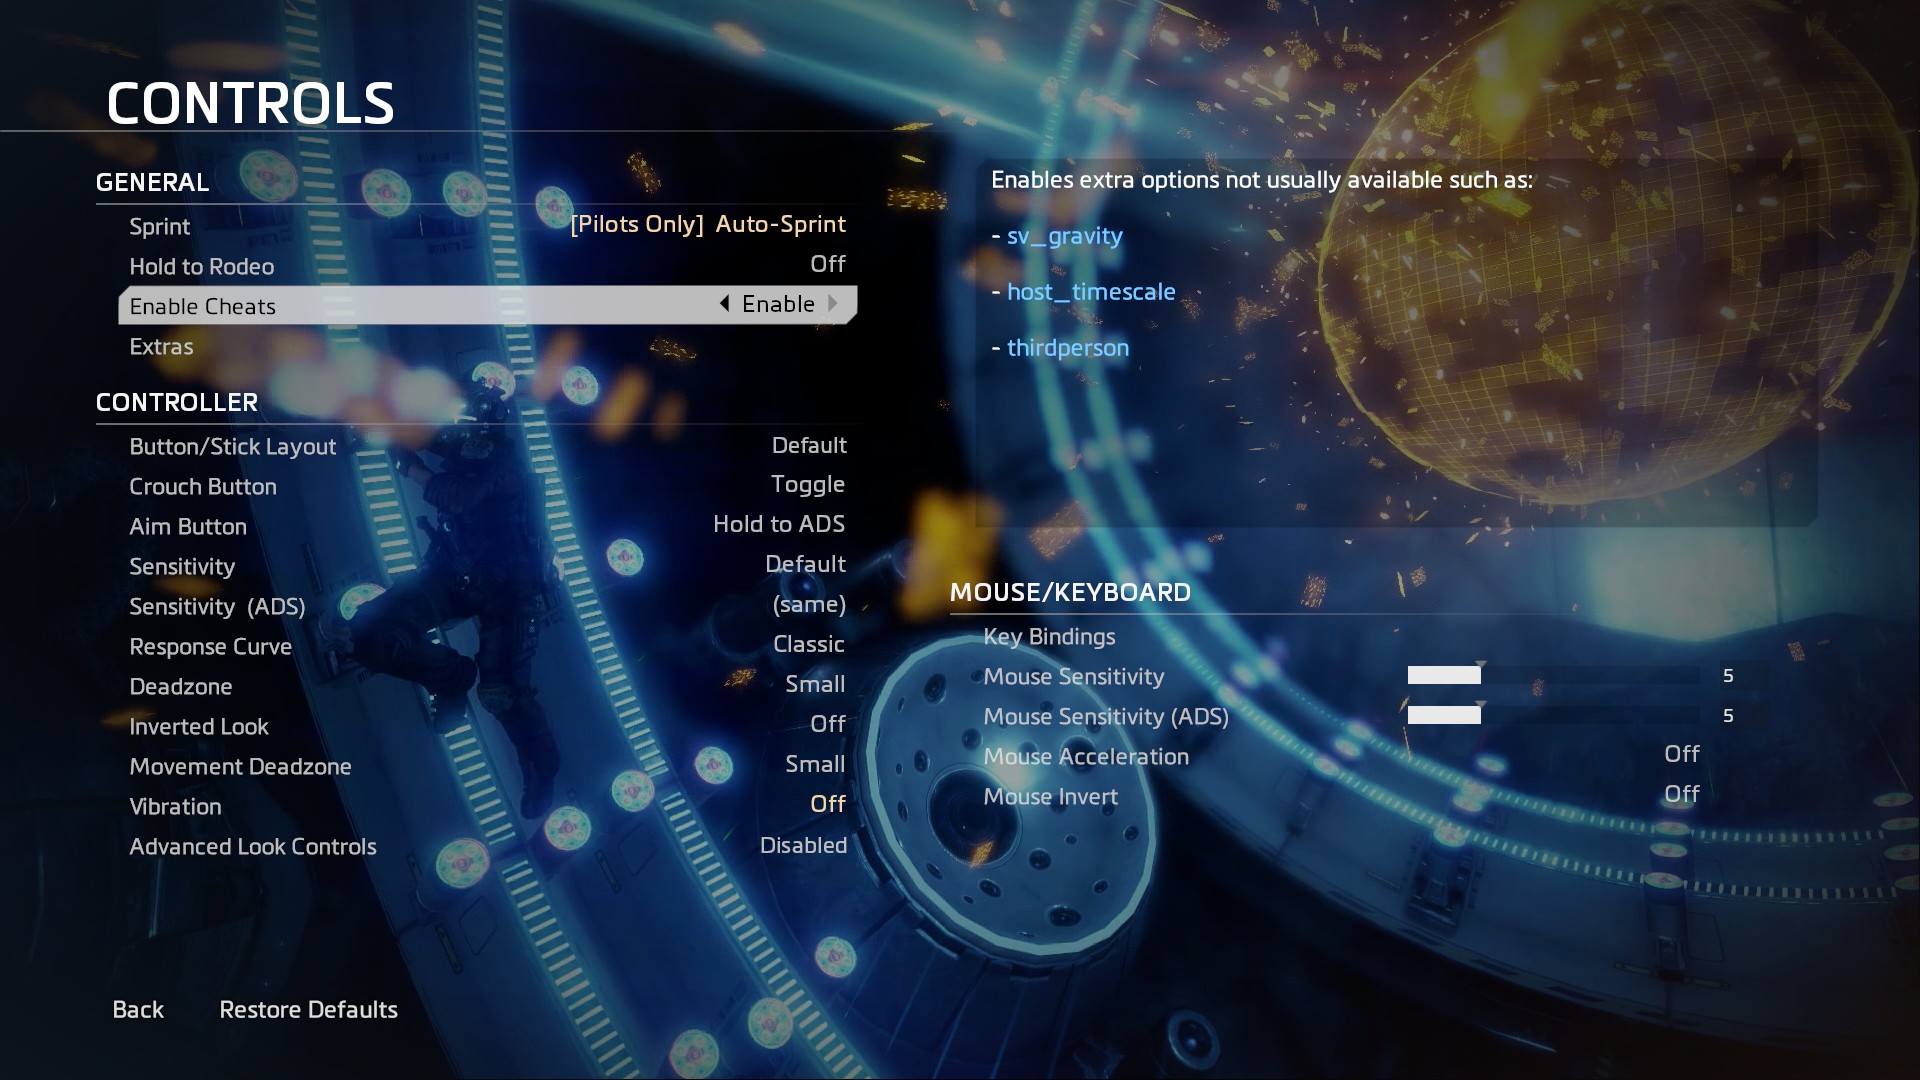 CONTROLS
GENERAL
Sprint [Pilots Only] Auto-Sprint
Hold to Rodeo Off
Enable Cheats Enable
Extras
CONTROLLER
Button/Stick Layout Default
Crouch Button Toggle
Aim Button Hold to ADS
Sensitivity Default
Sensitivity (ADS) (same)
Response Curve Classic
Deadzone Small
Inverted Look Off
Movement Deadzone Small
Vibration Off
Advanced Look Controls Disabled
Enables extra options not usually available such as:
- sv_gravity
- host_timescale
- thirdperson
MOUSE/KEYBOARD
Key Bindings
Mouse Sensitivity 5
Mouse Sensitivity (ADS) 5
Mouse Acceleration Off
Mouse Invert Off
Back Restore Defaults